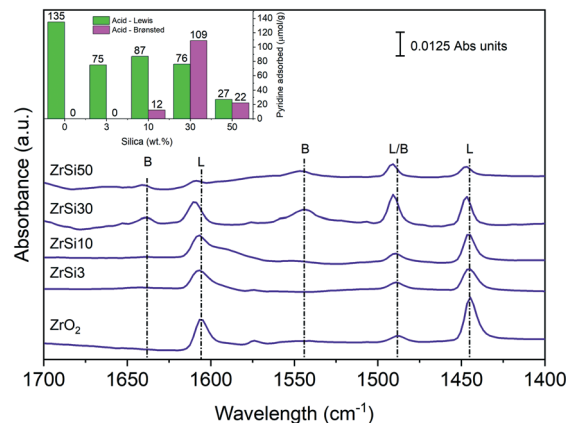 135
75
87
76
109
27
22
0
0
12
Acid - Lewis
Acid - Brønsted
0 3 10 30 50
Silica (wt.%)
0
20
40
60
80
100
120
140
Pyridine adsorbed (μmol/g)
0.0125 Abs units
B L B L/B L
ZrSi50
ZrSi30
ZrSi10
ZrSi3
ZrO2
Absorbance (a.u.)
1700 1650 1600 1550 1500 1450 1400
Wavelength (cm-1)